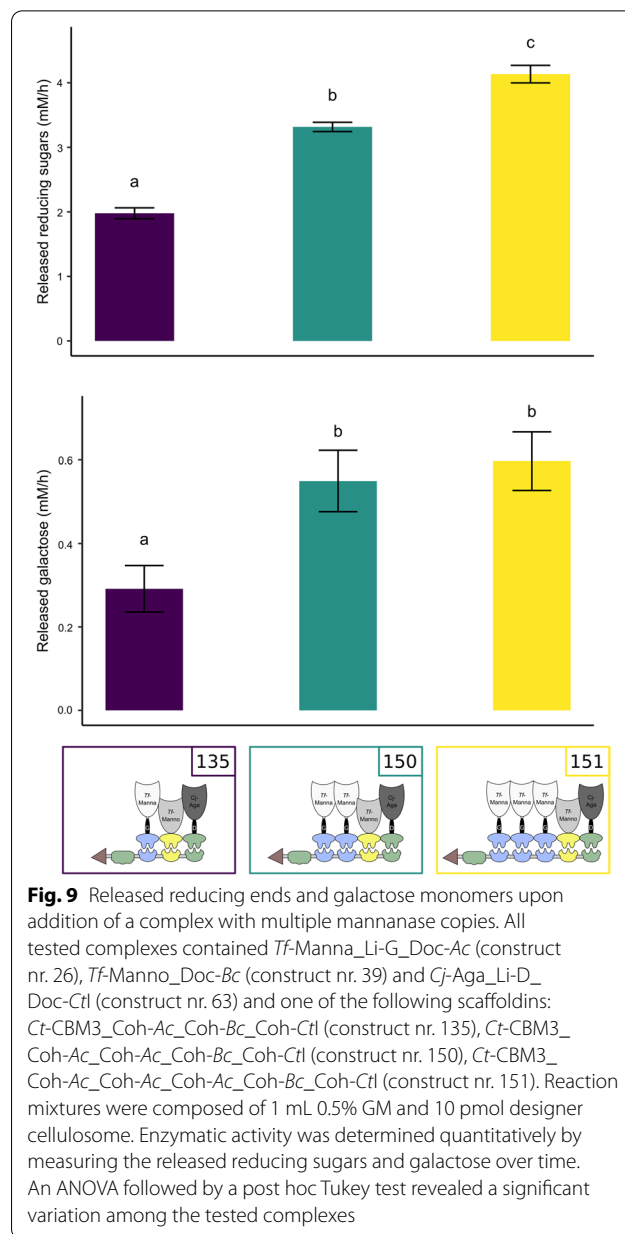 Released reducing sugars (mM/h)
4
3
2
1
0
a
b
c
Released galactose (mM/h)
0.6
0.4
0.2
0.0
a
b
b
135
Tf-
Manna
G
Tf-
Manno
Cj-
Aga
D
150
Tf-
Manna
Tf-
Manna
G
G
Tf-
Manno
Cj-
Aga
D
151
Tf-
Manna
Tf-
Manna
Tf-
Manna
G
G
G
Tf-
Manno
Cj-
Aga
D
Fig. 9 Released reducing ends and galactose monomers upon
addition of a complex with multiple mannanase copies. All
tested complexes contained Tf-Manna_Li-G_Doc-Ac (construct
nr. 26), Tf-Manno_Doc-Bc (construct nr. 39) and Cj-Aga_Li-D_
Doc-CtI (construct nr. 63) and one of the following scaffoldins:
Ct-CBM3_Coh-Ac_Coh-Bc_Coh-CtI (construct nr. 135), Ct-CBM3_
Coh-Ac_Coh-Ac_Coh-Bc_Coh-CtI (construct nr. 150), Ct-CBM3_
Coh-Ac_Coh-Ac_Coh-Ac_Coh-Bc_Coh-CtI (construct nr. 151). Reaction
mixtures were composed of 1 mL 0.5% GM and 10 pmol designer
cellulosome. Enzymatic activity was determined quantitatively by
measuring the released reducing sugars and galactose over time.
An ANOVA followed by a post hoc Tukey test revealed a significant
variation among the tested complexes